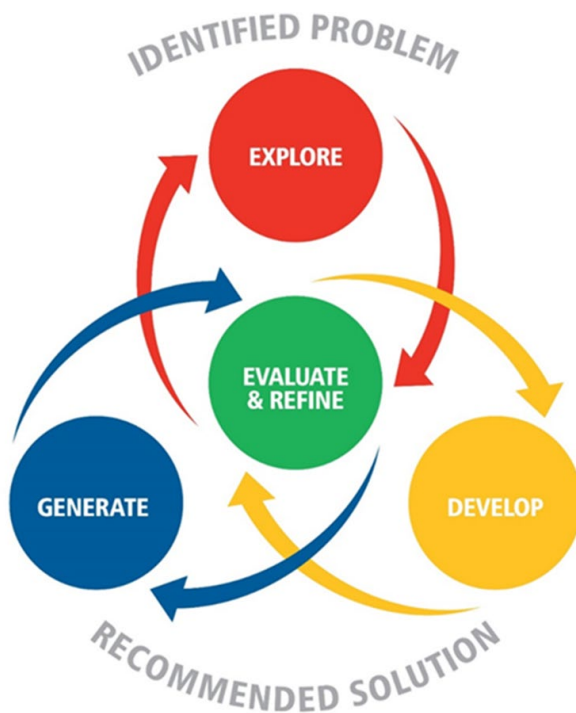 IDENTIFIED PROBLEM
EXPLORE
EVALUATE
& REFINE
GENERATE
DEVELOP
RECOMMENDED SOLUTION